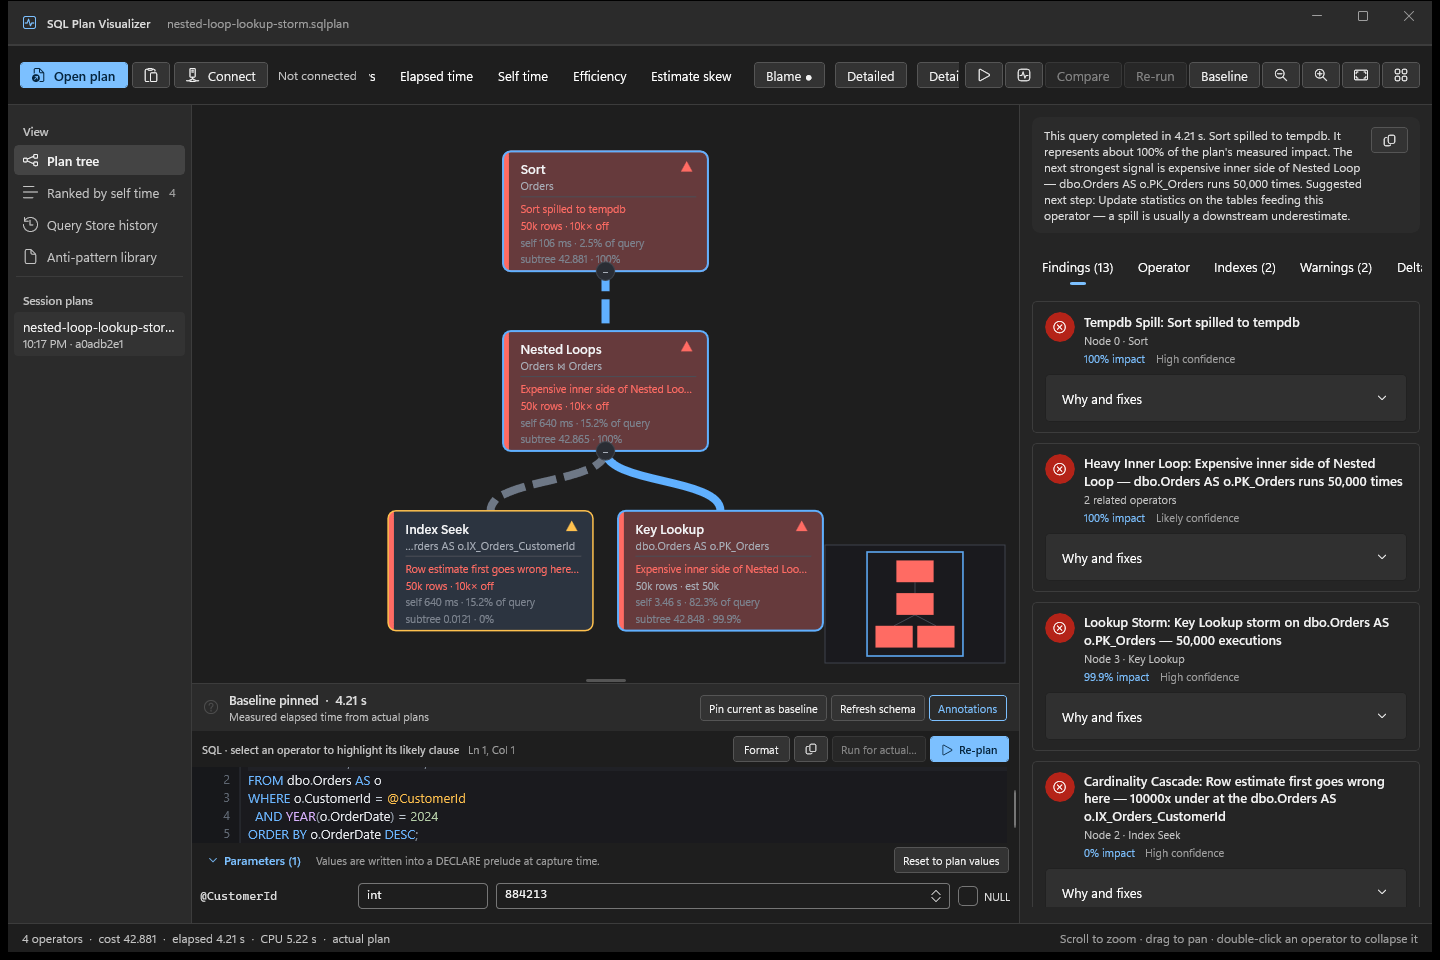 SQL Plan Visualizer nested-loop-lookup-storm.sqlplan
Open plan Connect Not connected s Elapsed time Self time Efficiency Estimate skew Blame ● Detailed Detai Compare Re-run Baseline
View
Plan tree
Ranked by self time 4
Query Store history
Anti-pattern library
Session plans
nested-loop-lookup-stor...
10:17 PM · a0adb2e1
Sort
Orders
Sort spilled to tempdb
50k rows · 10k× off
self 106 ms · 2.5% of query
subtree 42.881 · 100%
Nested Loops
Orders ⋈ Orders
Expensive inner side of Nested Loo...
50k rows · 10k× off
self 640 ms · 15.2% of query
subtree 42.865 · 100%
Index Seek
...rders AS o.IX_Orders_CustomerId
Row estimate first goes wrong here...
50k rows · 10k× off
self 640 ms · 15.2% of query
subtree 0.0121 · 0%
Key Lookup
dbo.Orders AS o.PK_Orders
Expensive inner side of Nested Loo...
50k rows · est 50k
self 3.46 s · 82.3% of query
subtree 42.848 · 99.9%
Baseline pinned · 4.21 s
Measured elapsed time from actual plans
Pin current as baseline Refresh schema Annotations
SQL · select an operator to highlight its likely clause Ln 1, Col 1
Format Run for actual... Re-plan
2 FROM dbo.Orders AS o
3 WHERE o.CustomerId = @CustomerId
4 AND YEAR(o.OrderDate) = 2024
5 ORDER BY o.OrderDate DESC;
Parameters (1) Values are written into a DECLARE prelude at capture time. Reset to plan values
@CustomerId int 884213 NULL
This query completed in 4.21 s. Sort spilled to tempdb. It
represents about 100% of the plan's measured impact. The
next strongest signal is expensive inner side of Nested Loop
— dbo.Orders AS o.PK_Orders runs 50,000 times. Suggested
next step: Update statistics on the tables feeding this
operator — a spill is usually a downstream underestimate.
Findings (13) Operator Indexes (2) Warnings (2) Delta
Tempdb Spill: Sort spilled to tempdb
Node 0 · Sort
100% impact High confidence
Why and fixes
Heavy Inner Loop: Expensive inner side of Nested
Loop — dbo.Orders AS o.PK_Orders runs 50,000 times
2 related operators
100% impact Likely confidence
Why and fixes
Lookup Storm: Key Lookup storm on dbo.Orders AS
o.PK_Orders — 50,000 executions
Node 3 · Key Lookup
99.9% impact High confidence
Why and fixes
Cardinality Cascade: Row estimate first goes wrong
here — 10000x under at the dbo.Orders AS
o.IX_Orders_CustomerId
Node 2 · Index Seek
0% impact High confidence
Why and fixes
4 operators · cost 42.881 · elapsed 4.21 s · CPU 5.22 s · actual plan
Scroll to zoom · drag to pan · double-click an operator to collapse it